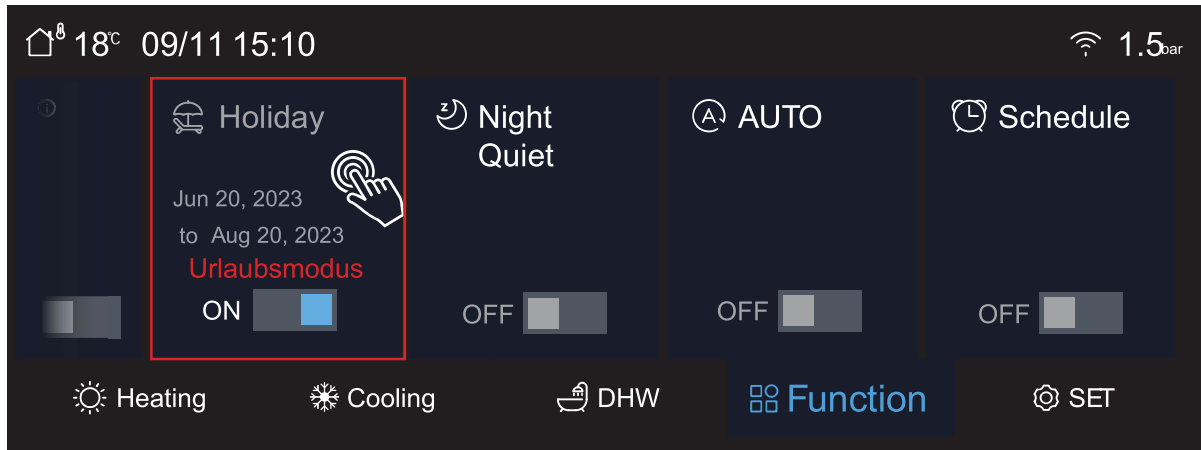 18°C 09/11 15:10
1.5bar
Holiday
Jun 20, 2023
to Aug 20, 2023
Urlaubsmodus
ON
Night
Quiet
OFF
AUTO
OFF
Schedule
OFF
Heating
Cooling
DHW
Function
SET